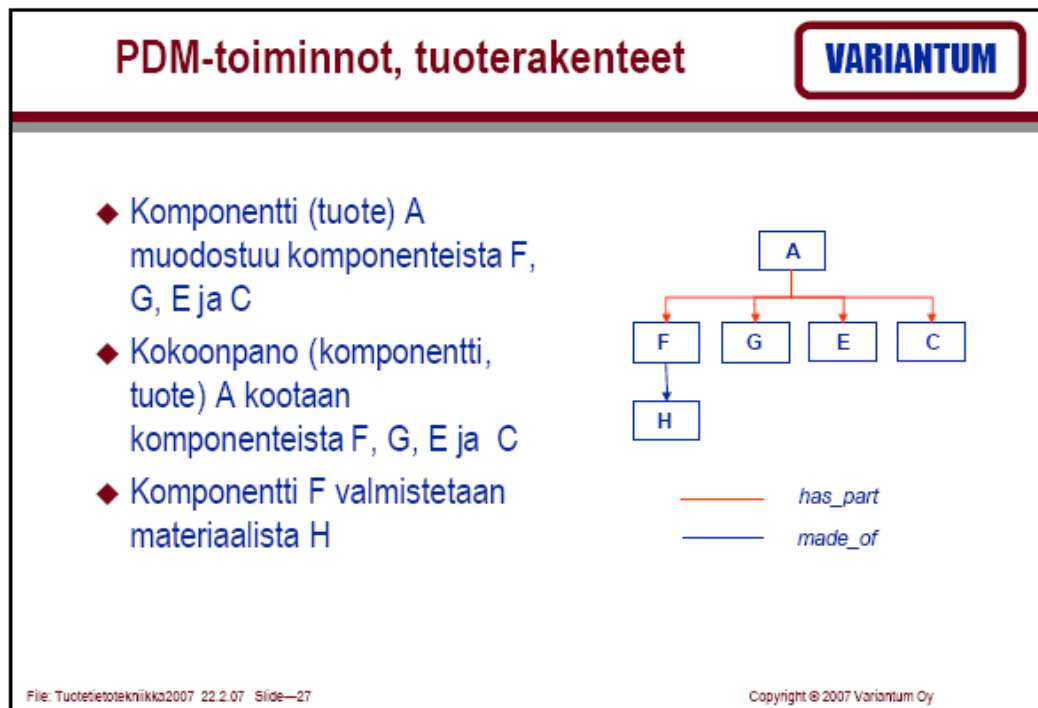 PDM-toiminnot, tuoterakenteet
VARIANTUM
◆ Komponentti (tuote) A
muodostuu komponenteista F,
G, E ja C
◆ Kokoonpano (komponentti,
tuote) A kootaan
komponenteista F, G, E ja C
◆ Komponentti F valmistetaan
materiaalista H
A
F G E C
H
has_part
made_of
File: Tuotetietotekniikka2007 22.2.07 Slide—27
Copyright © 2007 Variantum Oy